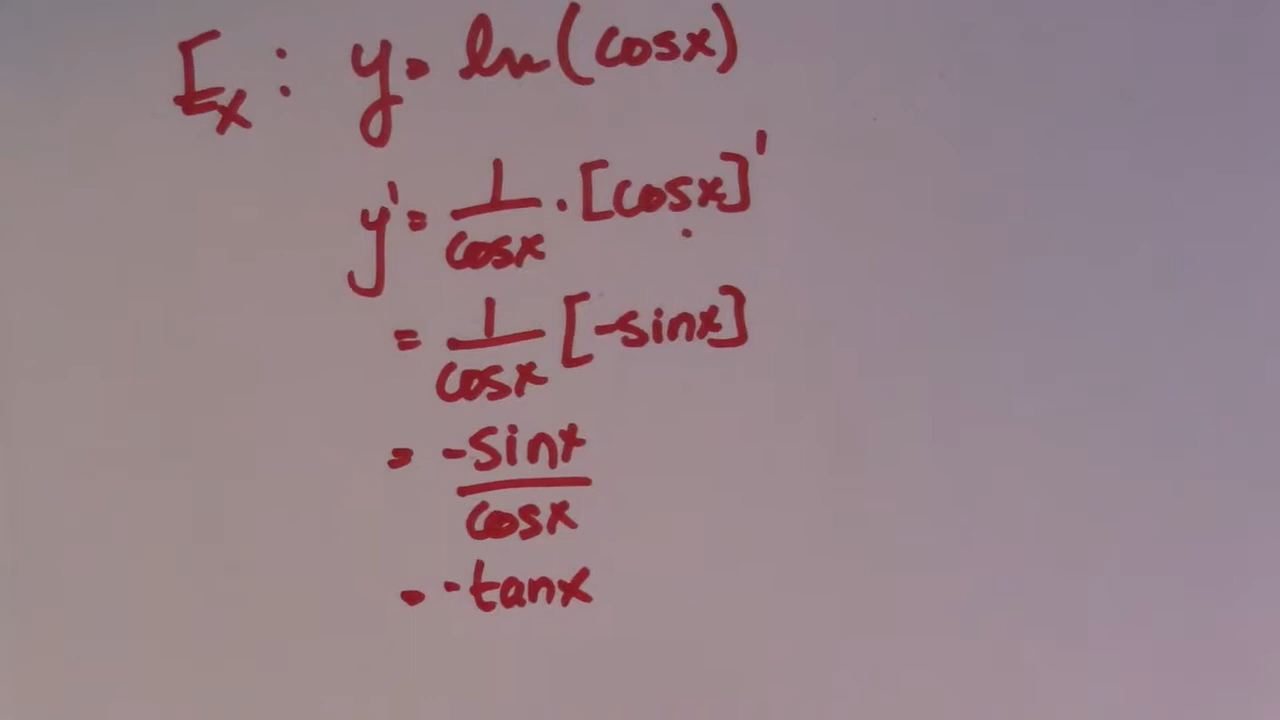 Ex: y = ln(cosx)
y' = 1/cosx · [cosx]'
= 1/cosx [-sinx]
= -sinx/cosx
= -tanx